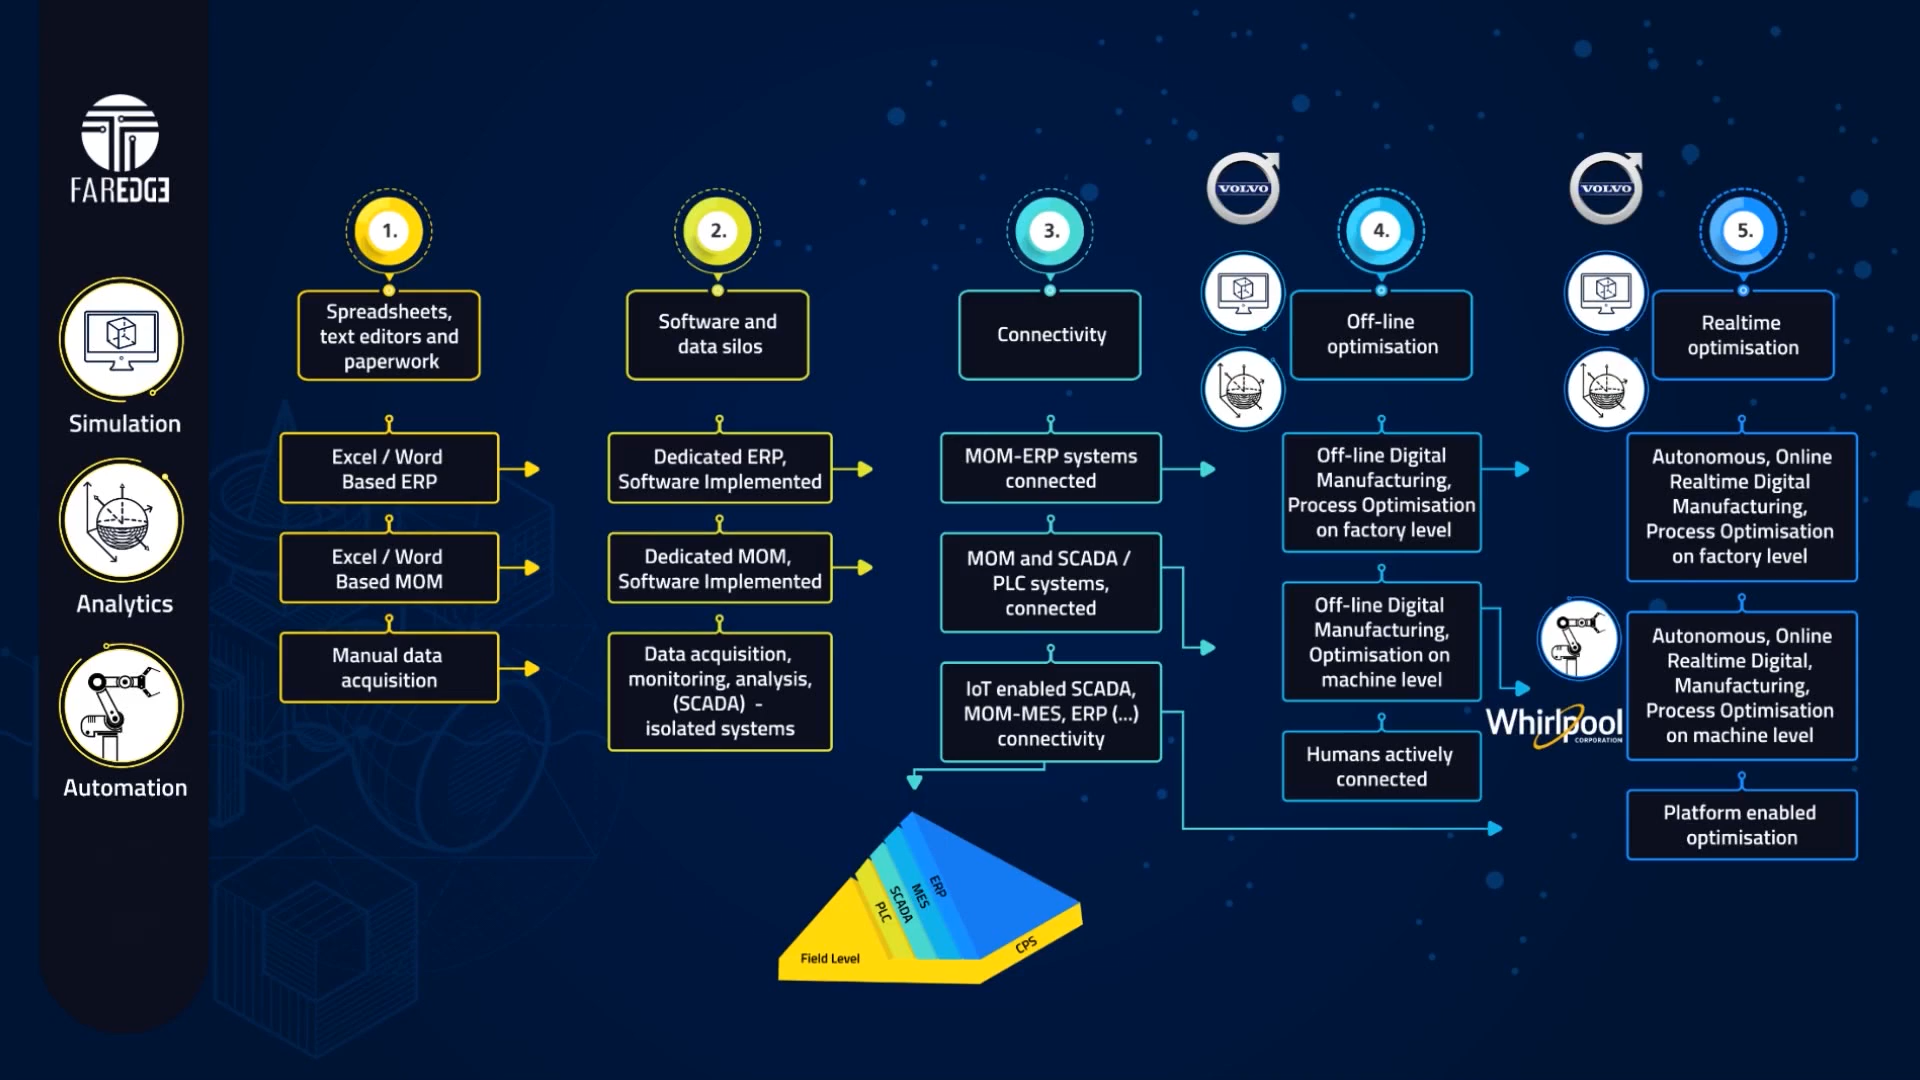 FAREDGE
Simulation
Analytics
Automation
1.
Spreadsheets,
text editors and
paperwork
Excel / Word
Based ERP
Excel / Word
Based MOM
Manual data
acquisition
2.
Software and
data silos
Dedicated ERP,
Software Implemented
Dedicated MOM,
Software Implemented
Data acquisition,
monitoring, analysis,
(SCADA) -
isolated systems
3.
Connectivity
MOM-ERP systems
connected
MOM and SCADA /
PLC systems,
connected
IoT enabled SCADA,
MOM-MES, ERP (...)
connectivity
Field Level
PLC
SCADA
MES
ERP
CPS
VOLVO
4.
Off-line
optimisation
Off-line Digital
Manufacturing,
Process Optimisation
on factory level
Off-line Digital
Manufacturing,
Optimisation on
machine level
Humans actively
connected
VOLVO
5.
Realtime
optimisation
Autonomous, Online
Realtime Digital
Manufacturing,
Process Optimisation
on factory level
Whirlpool
CORPORATION
Autonomous, Online
Realtime Digital,
Manufacturing,
Process Optimisation
on machine level
Platform enabled
optimisation